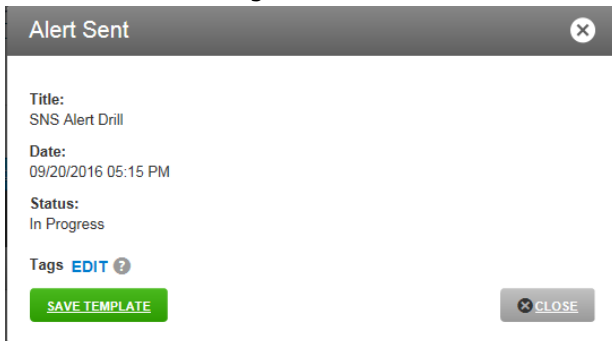 Alert Sent
Title:
SNS Alert Drill
Date:
09/20/2016 05:15 PM
Status:
In Progress
Tags EDIT ?
SAVE TEMPLATE
CLOSE